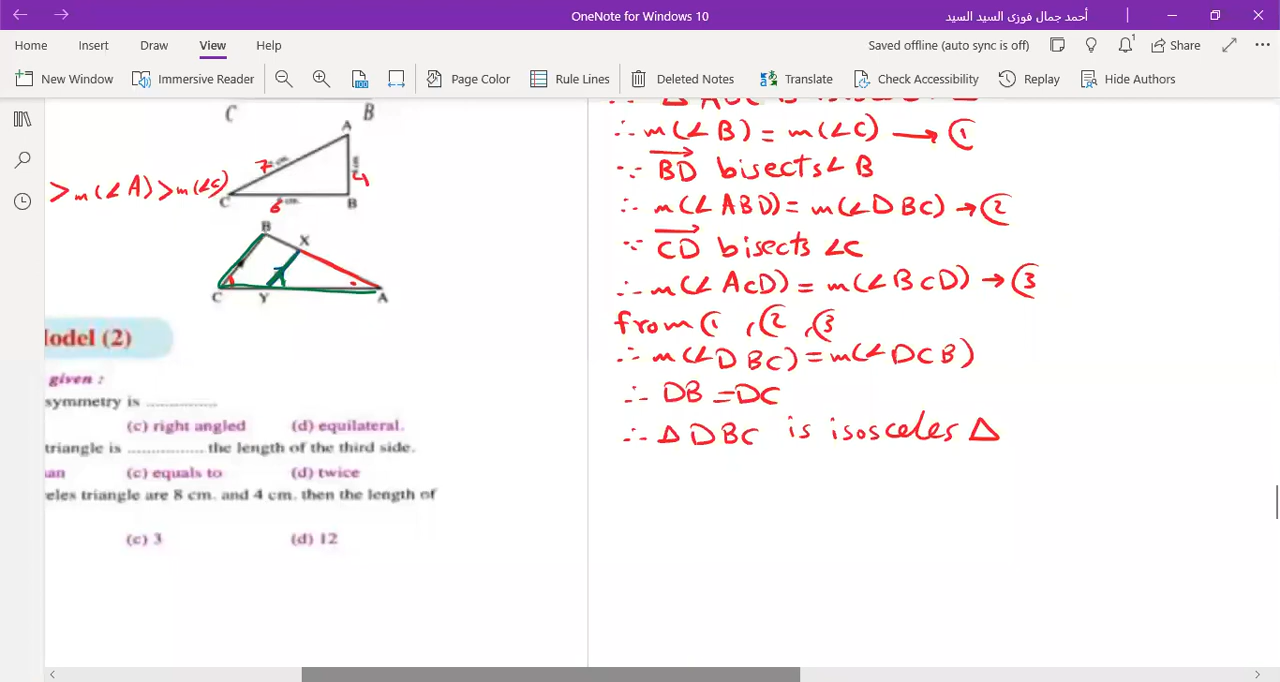 OneNote for Windows 10
أحمد جمال فوزى السيد السيد
Home Insert Draw View Help
Saved offline (auto sync is off) Share
New Window Immersive Reader Page Color Rule Lines Deleted Notes Translate Check Accessibility Replay Hide Authors
C B
A
7 cm 4
> m(∠A) > m(∠C)
C 6 cm. B
B X
C Y A
odel (2)
given :
symmetry is ............
(c) right angled (d) equilateral.
triangle is ............ the length of the third side.
an (c) equals to (d) twice
eles triangle are 8 cm. and 4 cm. then the length of
(c) 3 (d) 12
∴ m(∠B) = m(∠C) → ①
∵ BD bisects ∠B
∴ m(∠ABD) = m(∠DBC) → ②
∵ CD bisects ∠C
∴ m(∠ACD) = m(∠BCD) → ③
from ①, ②, ③
∴ m(∠DBC) = m(∠DCB)
∴ DB = DC
∴ Δ DBC is isosceles Δ